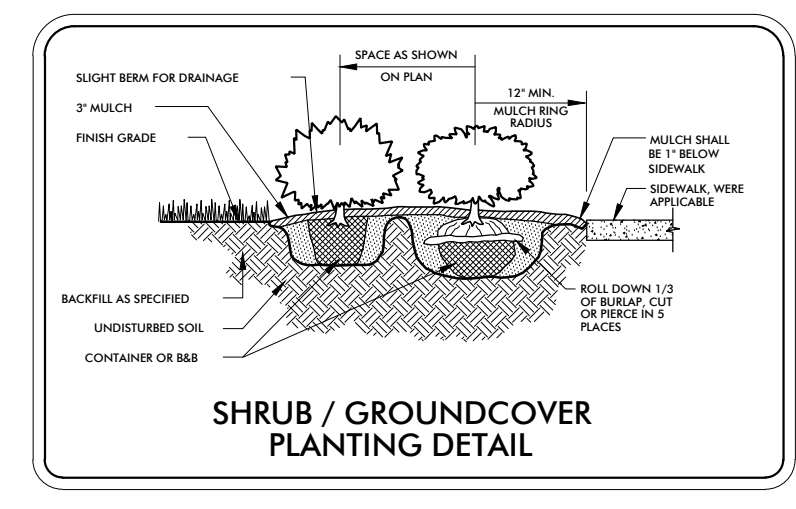 SPACE AS SHOWN
ON PLAN
SLIGHT BERM FOR DRAINAGE
3" MULCH
FINISH GRADE
12" MIN.
MULCH RING
RADIUS
MULCH SHALL
BE 1" BELOW
SIDEWALK
SIDEWALK, WERE
APPLICABLE
BACKFILL AS SPECIFIED
UNDISTURBED SOIL
CONTAINER OR B&B
ROLL DOWN 1/3
OF BURLAP, CUT
OR PIERCE IN 5
PLACES
SHRUB / GROUNDCOVER
PLANTING DETAIL